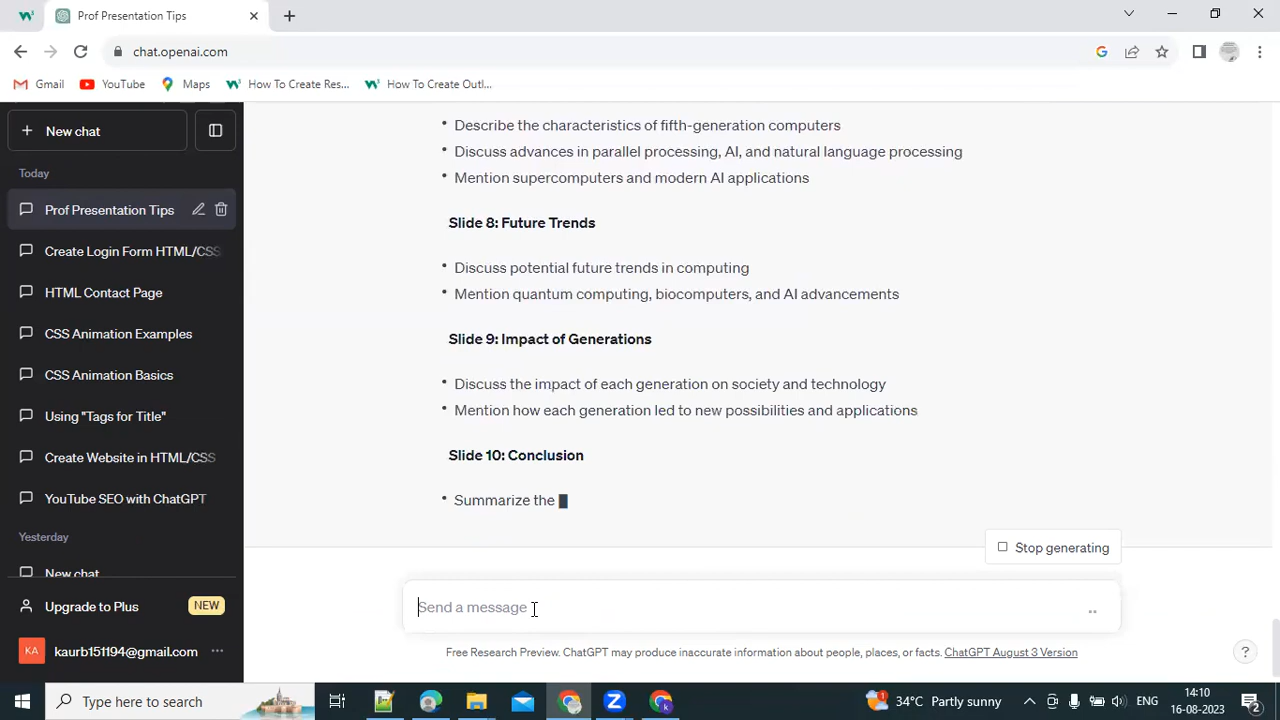 Prof Presentation Tips
chat.openai.com
Gmail
YouTube
Maps
How To Create Res...
How To Create Outl...
New chat
Today
Prof Presentation Tips
Create Login Form HTML/CSS
HTML Contact Page
CSS Animation Examples
CSS Animation Basics
Using "Tags for Title"
Create Website in HTML/CSS
YouTube SEO with ChatGPT
Yesterday
New chat
Upgrade to Plus
NEW
KA
kaurb151194@gmail.com
• Describe the characteristics of fifth-generation computers
• Discuss advances in parallel processing, AI, and natural language processing
• Mention supercomputers and modern AI applications
Slide 8: Future Trends
• Discuss potential future trends in computing
• Mention quantum computing, biocomputers, and AI advancements
Slide 9: Impact of Generations
• Discuss the impact of each generation on society and technology
• Mention how each generation led to new possibilities and applications
Slide 10: Conclusion
• Summarize the
Stop generating
Send a message
Free Research Preview. ChatGPT may produce inaccurate information about people, places, or facts. ChatGPT August 3 Version
?
Type here to search
34°C Partly sunny
ENG
14:10
16-08-2023
2